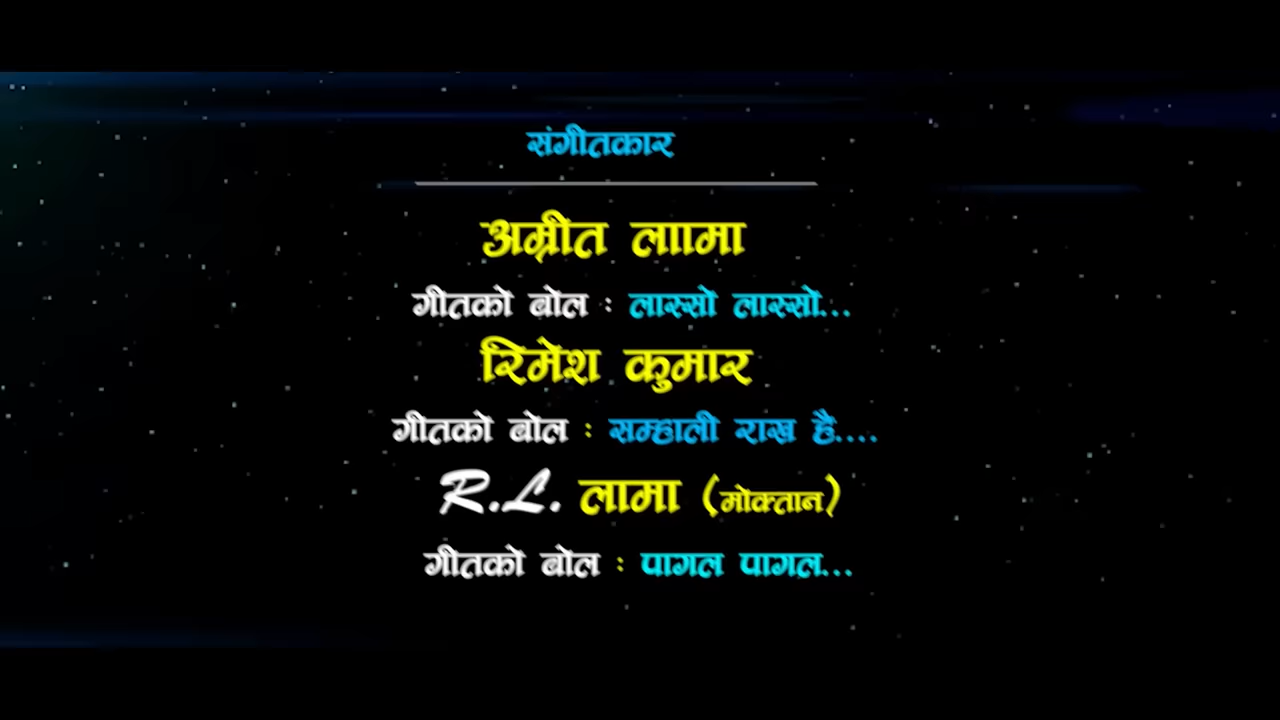 संगीतकार
अम्रीत लाामा
गीतको बोल : लास्सो लास्सो...
रिमेश कुमार
गीतको बोल : सम्हाली राख है....
R.L. लामा (मोक्तान)
गीतको बोल : पागल पागल...